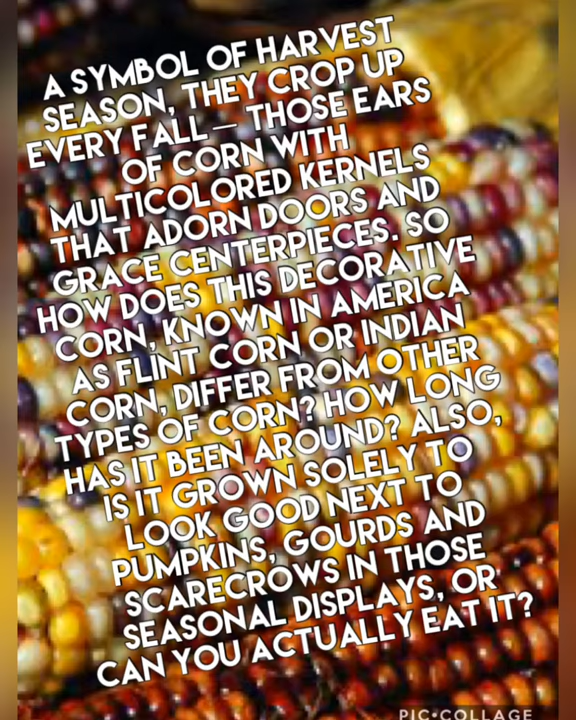 A SYMBOL OF HARVEST
SEASON, THEY CROP UP
EVERY FALL — THOSE EARS
OF CORN WITH
MULTICOLORED KERNELS
THAT ADORN DOORS AND
GRACE CENTERPIECES. SO
HOW DOES THIS DECORATIVE
CORN, KNOWN IN AMERICA
AS FLINT CORN OR INDIAN
CORN, DIFFER FROM OTHER
TYPES OF CORN? HOW LONG
HAS IT BEEN AROUND? ALSO,
IS IT GROWN SOLELY TO
LOOK GOOD NEXT TO
PUMPKINS, GOURDS AND
SCARECROWS IN THOSE
SEASONAL DISPLAYS, OR
CAN YOU ACTUALLY EAT IT?
PIC•COLLAGE